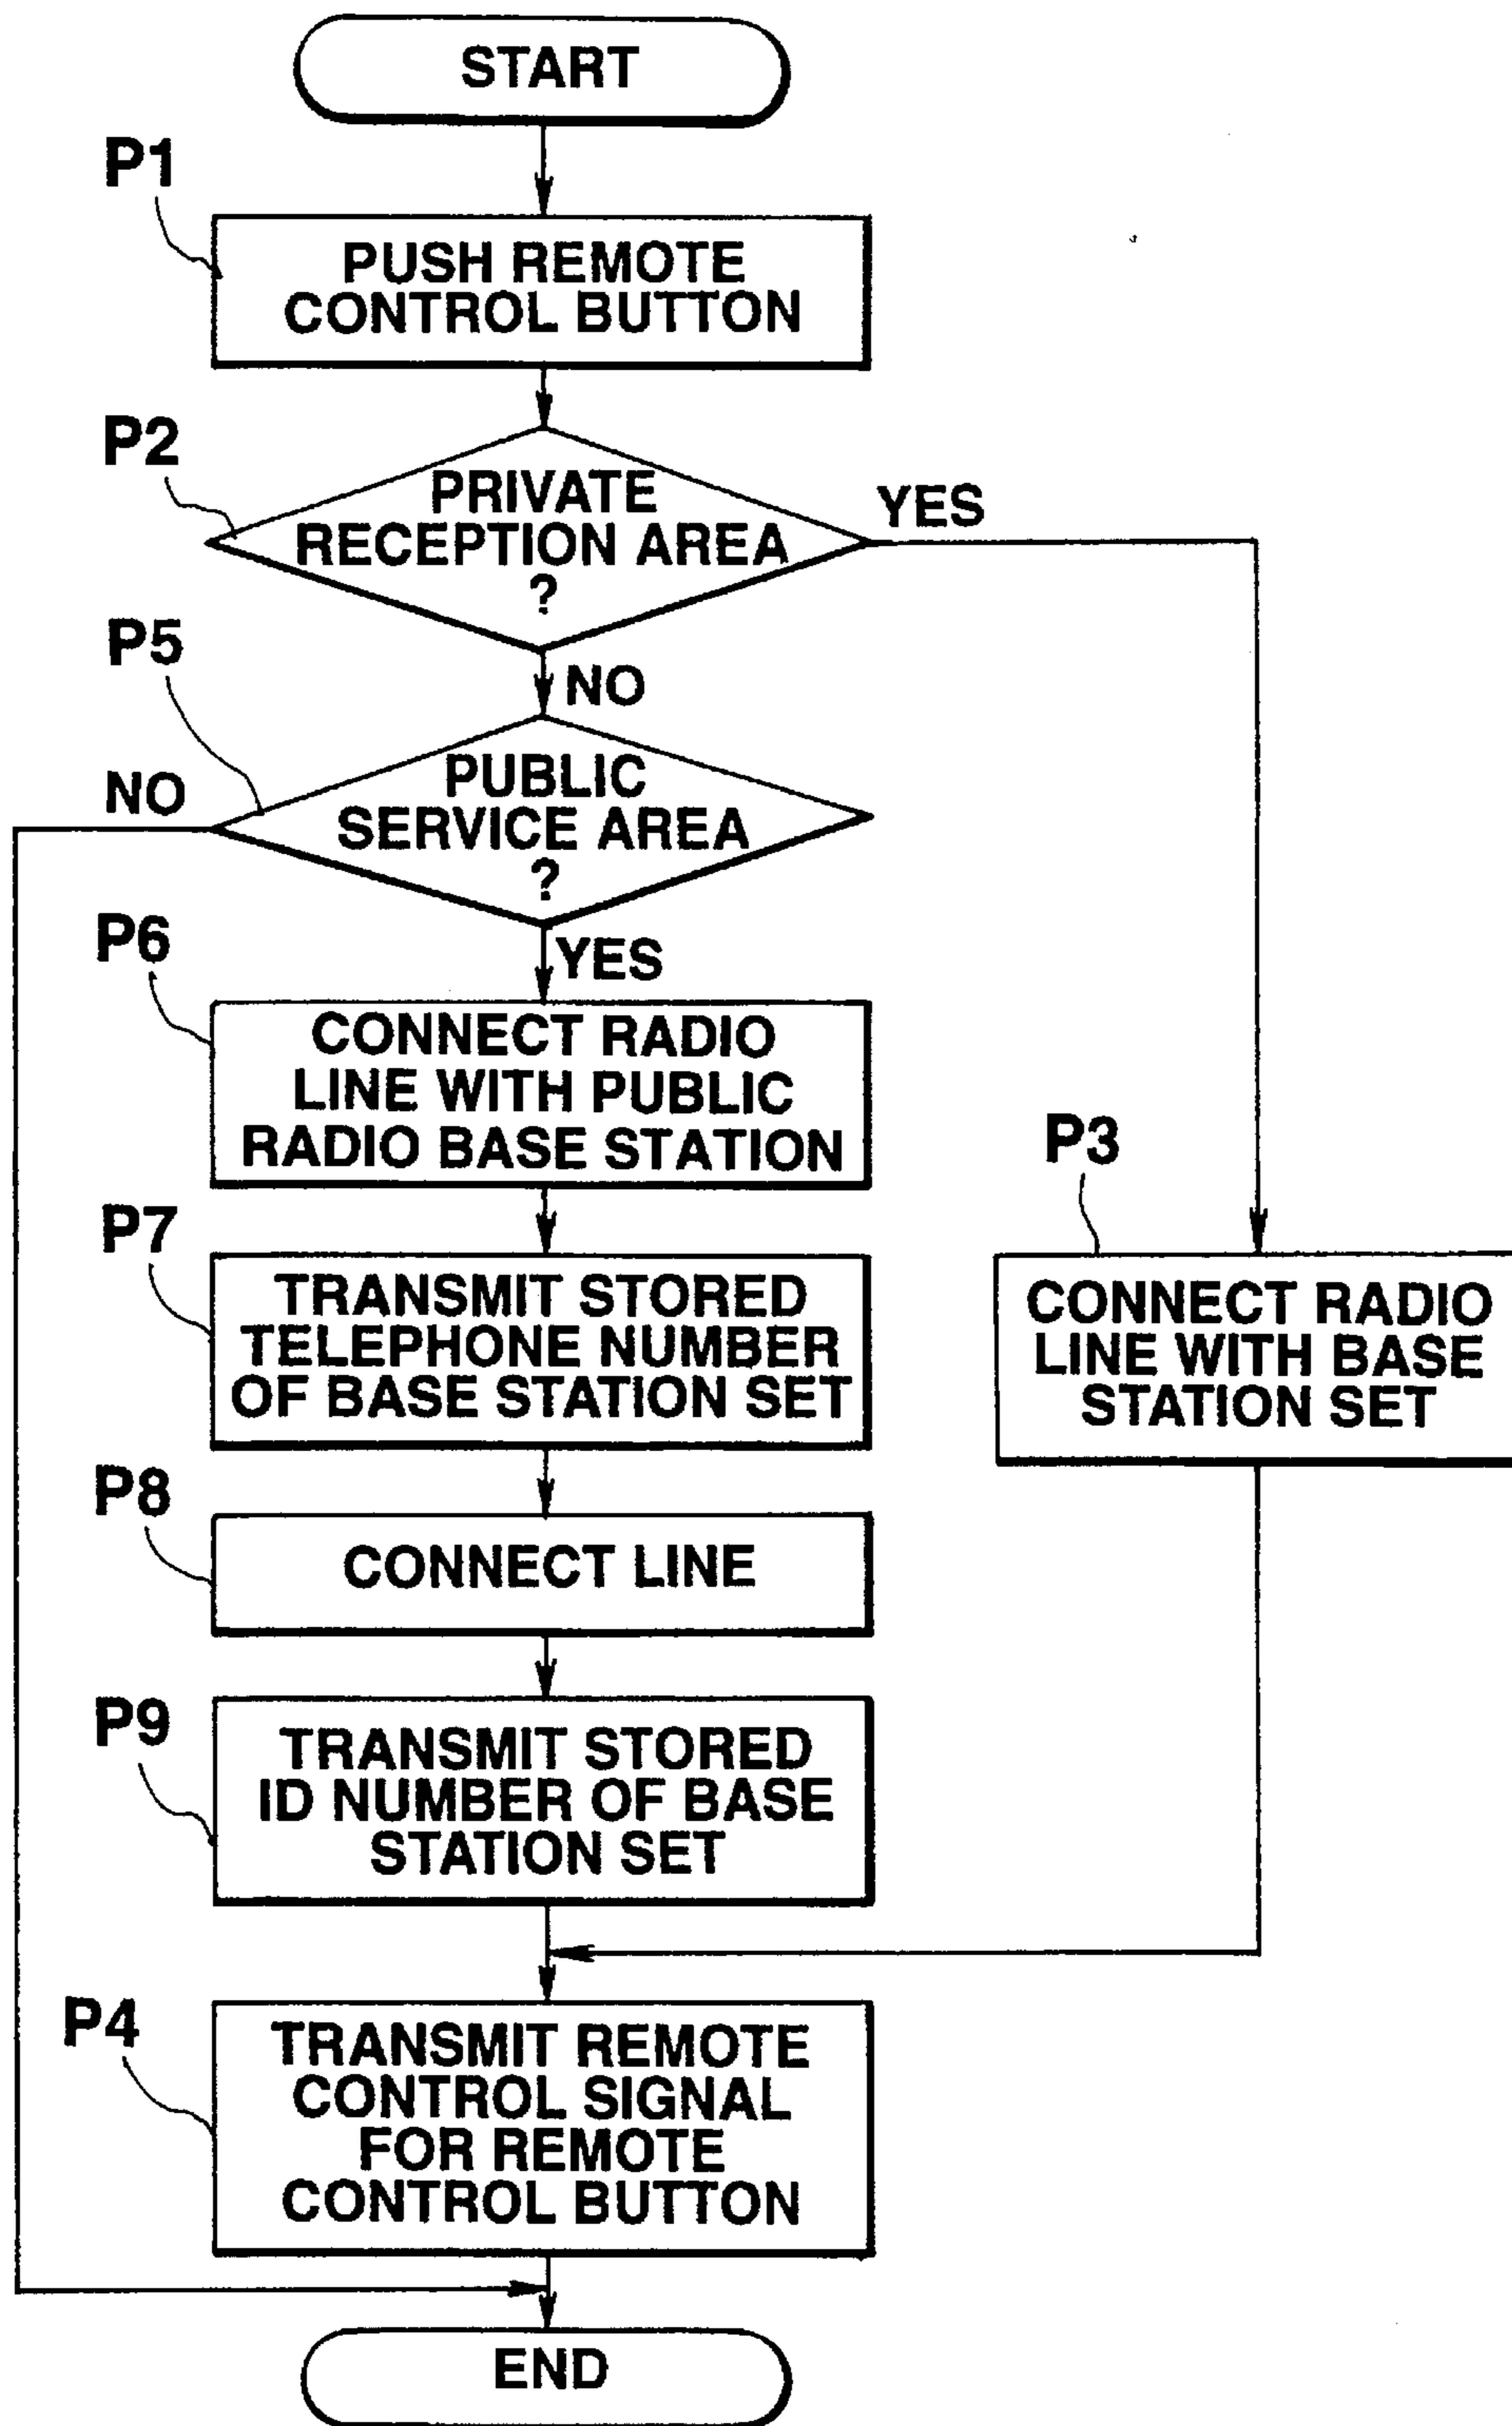 START
P1
PUSH REMOTE
CONTROL BUTTON
P2
PRIVATE
RECEPTION AREA
?
YES
NO
P5
PUBLIC
SERVICE AREA
?
NO
YES
P6
CONNECT RADIO
LINE WITH PUBLIC
RADIO BASE STATION
P7
TRANSMIT STORED
TELEPHONE NUMBER
OF BASE STATION SET
P3
CONNECT RADIO
LINE WITH BASE
STATION SET
P8
CONNECT LINE
P9
TRANSMIT STORED
ID NUMBER OF BASE
STATION SET
P4
TRANSMIT REMOTE
CONTROL SIGNAL
FOR REMOTE
CONTROL BUTTON
END